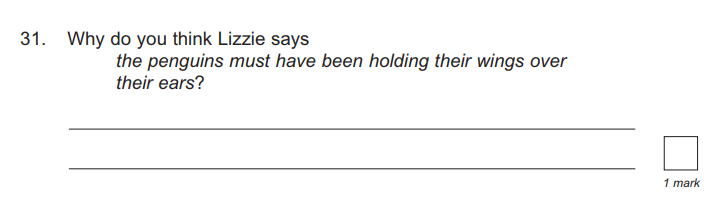 31. Why do you think Lizzie says
the penguins must have been holding their wings over
their ears?
1 mark